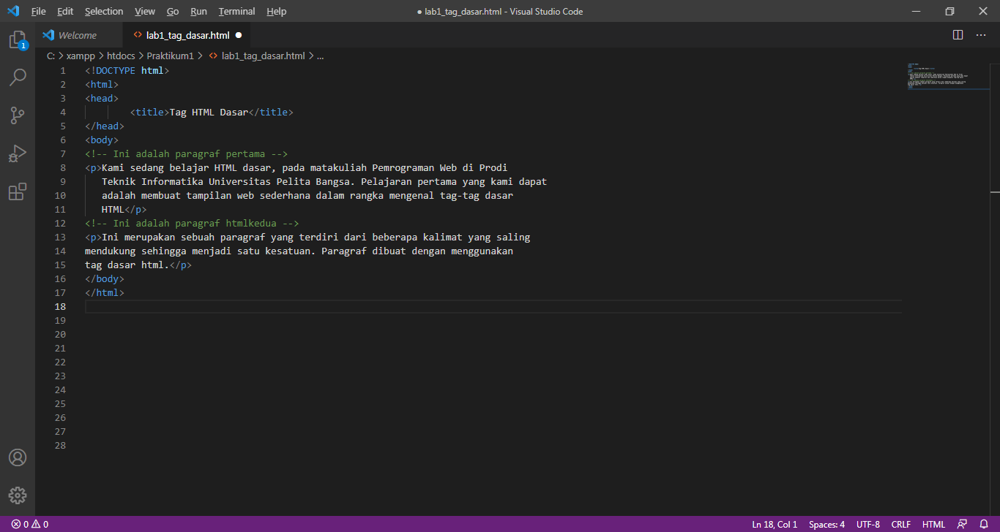 File Edit Selection View Go Run Terminal Help
● lab1_tag_dasar.html - Visual Studio Code
1
Welcome
<> lab1_tag_dasar.html ●
C: > xampp > htdocs > Praktikum1 > <> lab1_tag_dasar.html > ...
1 <!DOCTYPE html>
2 <html>
3 <head>
4 <title>Tag HTML Dasar</title>
5 </head>
6 <body>
7 <!-- Ini adalah paragraf pertama -->
8 <p>Kami sedang belajar HTML dasar, pada matakuliah Pemrograman Web di Prodi
9 Teknik Informatika Universitas Pelita Bangsa. Pelajaran pertama yang kami dapat
10 adalah membuat tampilan web sederhana dalam rangka mengenal tag-tag dasar
11 HTML</p>
12 <!-- Ini adalah paragraf htmlkedua -->
13 <p>Ini merupakan sebuah paragraf yang terdiri dari beberapa kalimat yang saling
14 mendukung sehingga menjadi satu kesatuan. Paragraf dibuat dengan menggunakan
15 tag dasar html.</p>
16 </body>
17 </html>
18
19
20
21
22
23
24
25
26
27
28
0 0
Ln 18, Col 1 Spaces: 4 UTF-8 CRLF HTML